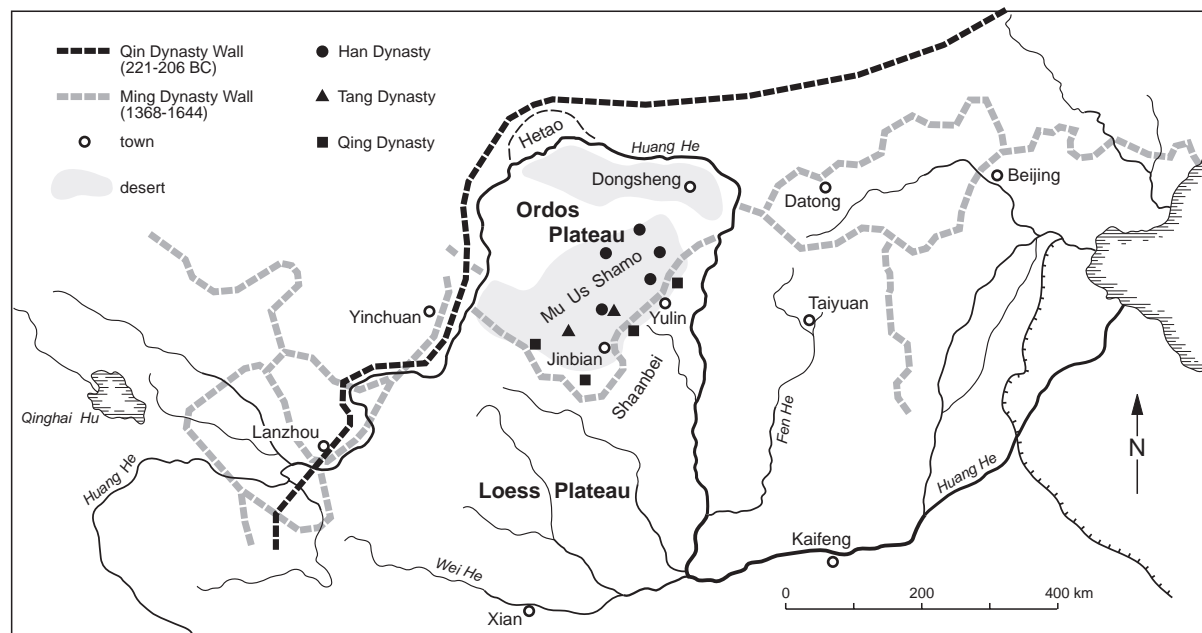 Qin Dynasty Wall
(221-206 BC)
Ming Dynasty Wall
(1368-1644)
town
desert
Han Dynasty
Tang Dynasty
Qing Dynasty
Hetao
Huang He
Dongsheng
Ordos
Plateau
Mu Us Shamo
Datong
Beijing
Yinchuan
Yulin
Taiyuan
Jinbian
Shaanbei
Qinghai Hu
Lanzhou
Fen He
Huang He
Loess Plateau
Huang He
N
Kaifeng
Wei He
Xian
0 200 400 km